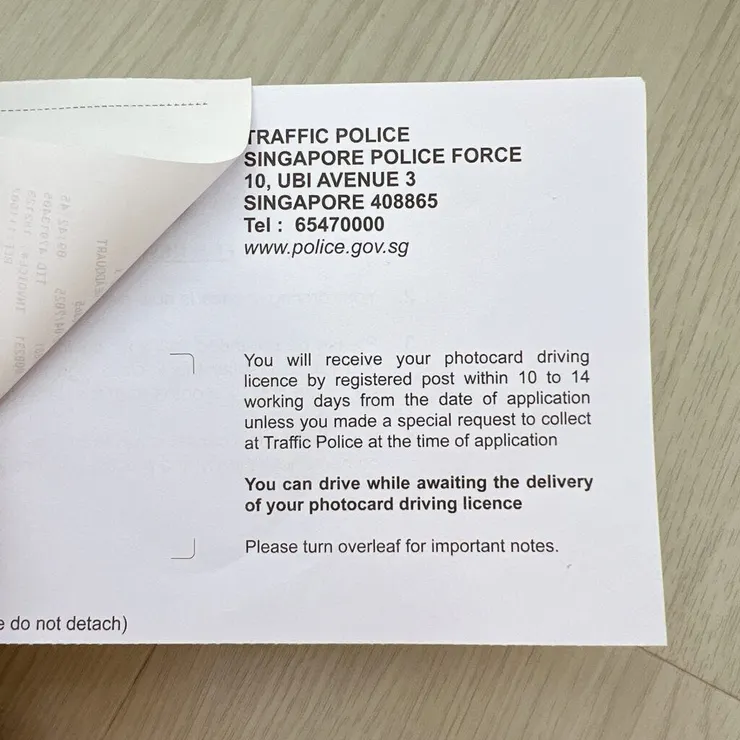 TRAFFIC POLICE
SINGAPORE POLICE FORCE
10, UBI AVENUE 3
SINGAPORE 408865
Tel : 65470000
www.police.gov.sg
You will receive your photocard driving
licence by registered post within 10 to 14
working days from the date of application
unless you made a special request to collect
at Traffic Police at the time of application
You can drive while awaiting the delivery
of your photocard driving licence
Please turn overleaf for important notes.
do not detach)